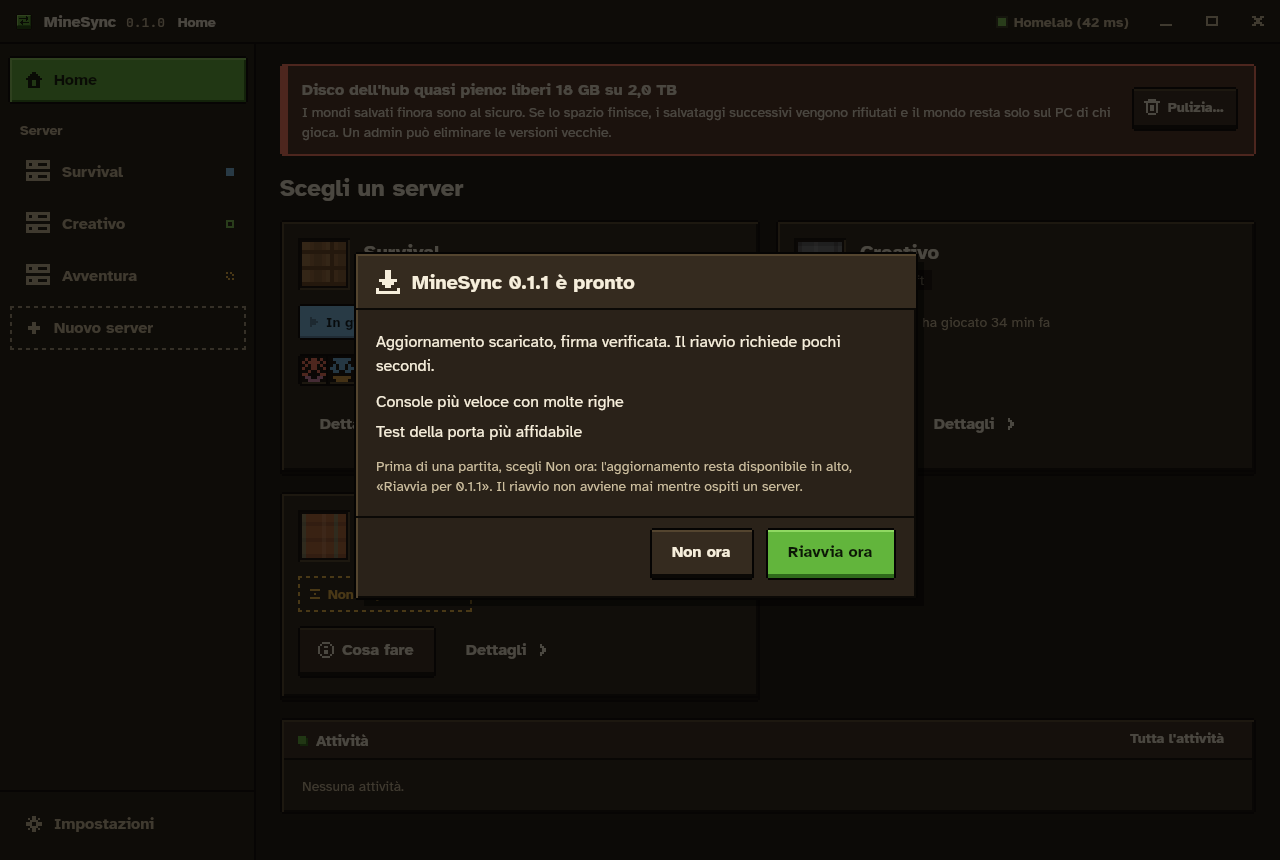 MineSync 0.1.0 Home
Homelab (42 ms)
Home
Server
Survival
Creativo
Avventura
Nuovo server
Impostazioni
Disco dell'hub quasi pieno: liberi 18 GB su 2,0 TB
I mondi salvati finora sono al sicuro. Se lo spazio finisce, i salvataggi successivi vengono rifiutati e il mondo resta solo sul PC di chi
gioca. Un admin può eliminare le versioni vecchie.
Pulizia...
Scegli un server
Survival
Creativo
In g
ha giocato 34 min fa
Dett
Dettagli
MineSync 0.1.1 è pronto
Aggiornamento scaricato, firma verificata. Il riavvio richiede pochi
secondi.
Console più veloce con molte righe
Test della porta più affidabile
Prima di una partita, scegli Non ora: l'aggiornamento resta disponibile in alto,
«Riavvia per 0.1.1». Il riavvio non avviene mai mentre ospiti un server.
Non ora
Riavvia ora
Non
Cosa fare
Dettagli
Attività
Tutta l'attività
Nessuna attività.